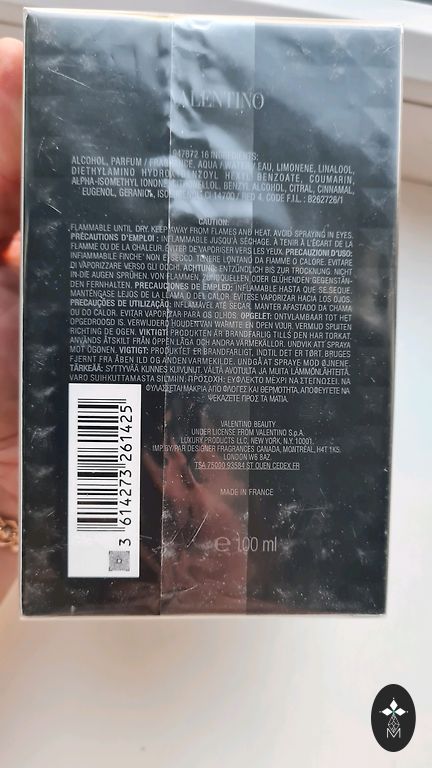 VALENTINO
947872 16 INGREDIENTS:
ALCOHOL, PARFUM / FRAGRANCE, AQUA / WATER / EAU, LIMONENE, LINALOOL,
DIETHYLAMINO HYDROXYBENZOYL HEXYL BENZOATE, COUMARIN,
ALPHA-ISOMETHYL IONONE, CITRONELLOL, BENZYL ALCOHOL, CITRAL, CINNAMAL,
EUGENOL, GERANIOL, CI 14700 / RED 4. CODE F.I.L.: B262726/1
CAUTION:
FLAMMABLE UNTIL DRY. KEEP AWAY FROM FLAMES AND HEAT. AVOID SPRAYING IN EYES.
PRÉCAUTIONS D'EMPLOI: INFLAMMABLE JUSQU'À SÉCHAGE. À TENIR À L'ÉCART DE LA
FLAMME OU DE LA CHALEUR. ÉVITER DE VAPORISER VERS LES YEUX. PRECAUZIONI D'USO:
INFIAMMABILE FINCHE' NON È SECCO. TENERE LONTANO DA FIAMME O CALORE. EVITARE
DI VAPORIZZARE VERSO GLI OCCHI. ACHTUNG: ENTZÜNDLICH BIS ZUR TROCKNUNG. NICHT
IN DIE AUGEN SPRÜHEN. VON FLAMMEN, ZÜNDQUELLEN ODER GLÜHENDEN GEGENSTÄN-
DEN FERNHALTEN. PRECAUCIONES DE EMPLEO: INFLAMABLE HASTA QUE SE SEQUE.
MANTÉNGASE LEJOS DE LA LLAMA O DEL CALOR. EVÍTESE VAPORIZAR HACIA LOS OJOS.
PRECAUÇÕES DE UTILIZAÇÃO: INFLAMÁVEL ATÉ SECAR. MANTER AFASTADO DA CHAMA
OU DO CALOR. EVITAR VAPORIZAR PARA OS OLHOS. OPGELET: ONTVLAMBAAR TOT HET
OPGEDROOGD IS. VERWIJDERD HOUDEN VAN WARMTE EN OPEN VUUR. VERMIJD SPUITEN
RICHTING DE OGEN. VIKTIGT! PRODUKTEN ÄR BRANDFARLIG TILLS DEN HAR TORKAT.
ANVÄNDS ÅTSKILT FRÅN ÖPPEN LÅGA OCH ANDRA VÄRMEKÄLLOR. UNDVIK ATT SPRAYA
MOT ÖGONEN. VIGTIGT: PRODUKTET ER BRANDFARLIGT, INDTIL DET ER TØRT. BRUGES
FJERNT FRA ÅBEN ILD OG ANDEN VARMEKILDE. UNDGÅ AT SPRAYE MOD ØJNENE.
TÄRKEÄÄ: SYTTYVÄÄ KUNNES KUIVUNUT. VÄLTÄ AVOTULTA JA MUITA LÄMMÖNLÄHTEITÄ.
VARO SUIHKUTTAMASTA SILMIIN. ΠΡΟΣΟΧΗ: ΕΥΦΛΕΚΤΟ ΜΕΧΡΙ ΝΑ ΣΤΕΓΝΩΣΕΙ. ΝΑ
ΦΥΛΑΣΣΕΤΑΙ ΜΑΚΡΙΑ ΑΠΟ ΦΛΟΓΕΣ ΚΑΙ ΘΕΡΜΟΤΗΤΑ. ΑΠΟΦΕΥΓΕΤΕ ΝΑ
ΨΕΚΑΖΕΤΕ ΠΡΟΣ ΤΑ ΜΑΤΙΑ.
VALENTINO BEAUTY
UNDER LICENSE FROM VALENTINO S.p.A.
LUXURY PRODUCTS LLC, NEW YORK, N.Y. 10001.
IMP. BY/PAR DESIGNER FRAGRANCES CANADA, MONTRÉAL, H4T 1K5.
LONDON W6 8AZ.
TSA 25000 93584 ST OUEN CEDEX.FR
MADE IN FRANCE
℮ 100 ml
3 614273 261425
M